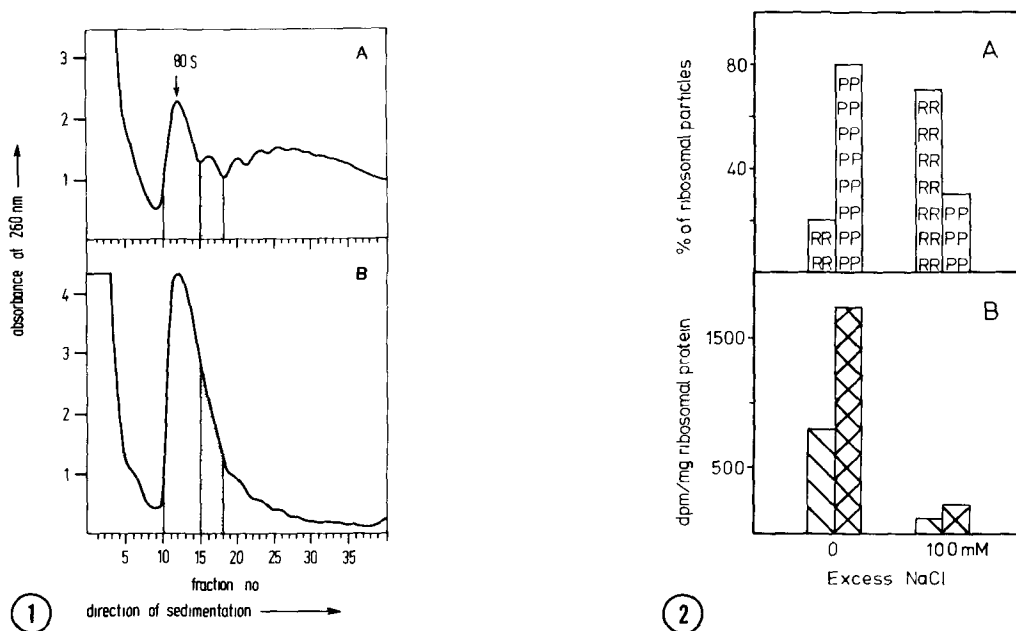 A
80 S
3
2
1
B
4
3
2
1
5 10 15 20 25 30 35
fraction no
direction of sedimentation
absorbance at 260 nm
1
A
80
40
% of ribosomal particles
PP
PP
PP
PP
PP
PP
PP
PP
RR
RR
RR
RR
RR
RR
RR
RR
RR
PP
PP
PP
B
1500
500
dpm/mg ribosomal protein
0 100 mM
Excess NaCl
2